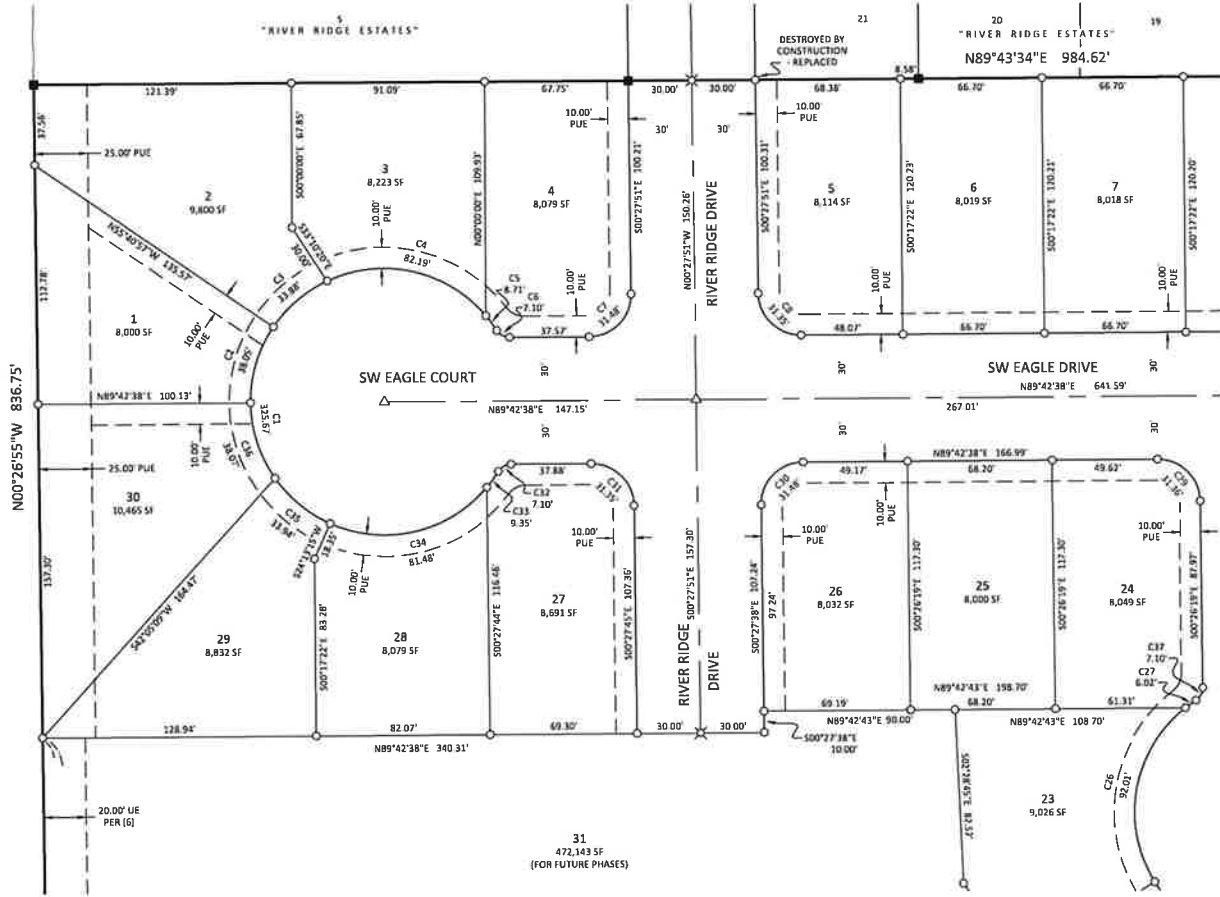 5
"RIVER RIDGE ESTATES"
21
20
19
"RIVER RIDGE ESTATES"
N89°43'34"E 984.62'
DESTROYED BY
CONSTRUCTION
- REPLACED
8.58'
121.39'
91.09'
67.75'
30.00'
30.00'
68.38'
66.70'
66.70'
37.56'
25.00' PUE
2
9,800 SF
S00°00'00"E 67.85'
3
8,223 SF
10.00'
PUE
N00°00'00"E 109.93'
4
8,079 SF
10.00'
PUE
30'
S00°27'51"E 100.21'
N00°27'51"W 150.26'
RIVER RIDGE DRIVE
30'
S00°27'51"E 100.31'
10.00'
PUE
5
8,114 SF
S00°17'22"E 120.23'
6
8,019 SF
S00°17'22"E 120.21'
7
8,018 SF
S00°17'22"E 120.20'
N55°40'57"W 135.57'
S33°10'20"E
30.00'
C3
33.88'
C4
82.19'
C5
8.71'
C6
7.10'
10.00'
PUE
C7
31.48'
37.57'
C8
31.35'
48.07'
10.00'
PUE
66.70'
66.70'
10.00'
PUE
112.78'
1
8,000 SF
10.00'
PUE
C2
38.05'
N00°26'55"W 836.75'
N89°42'38"E 100.13'
SW EAGLE COURT
30'
N89°42'38"E 147.15'
30'
30'
SW EAGLE DRIVE
30'
N89°42'38"E 641.59'
267.01'
30'
30'
C1
325.67'
10.00'
PUE
C36
38.07'
25.00' PUE
30
10,465 SF
157.30'
S42°05'09"W 164.47'
C35
33.94'
S24°13'15"W
18.35'
C34
81.48'
10.00'
PUE
37.88'
C31
31.35'
C32
7.10'
C33
9.35'
10.00'
PUE
N89°42'38"E 166.99'
49.17'
68.20'
49.62'
C30
31.48'
C29
31.36'
10.00'
PUE
10.00'
PUE
10.00'
PUE
29
8,832 SF
S00°17'22"E 83.28'
28
8,079 SF
S00°27'44"E 116.46'
27
8,691 SF
S00°27'45"E 107.36'
S00°27'51"E 157.30'
RIVER RIDGE
DRIVE
S00°27'38"E 107.24'
97.24'
26
8,032 SF
S00°26'19"E 117.30'
25
8,000 SF
S00°26'19"E 117.30'
24
8,049 SF
S00°26'19"E 87.97'
C37
7.10'
C27
6.02'
128.94'
82.07'
69.30'
N89°42'38"E 340.31'
30.00'
30.00'
S00°27'38"E
10.00'
69.19'
N89°42'43"E 90.00'
N89°42'43"E 198.70'
68.20'
N89°42'43"E 108.70'
61.31'
20.00' UE
PER (6)
31
472,143 SF
(FOR FUTURE PHASES)
S02°28'45"E 82.57'
23
9,026 SF
C26
92.01'